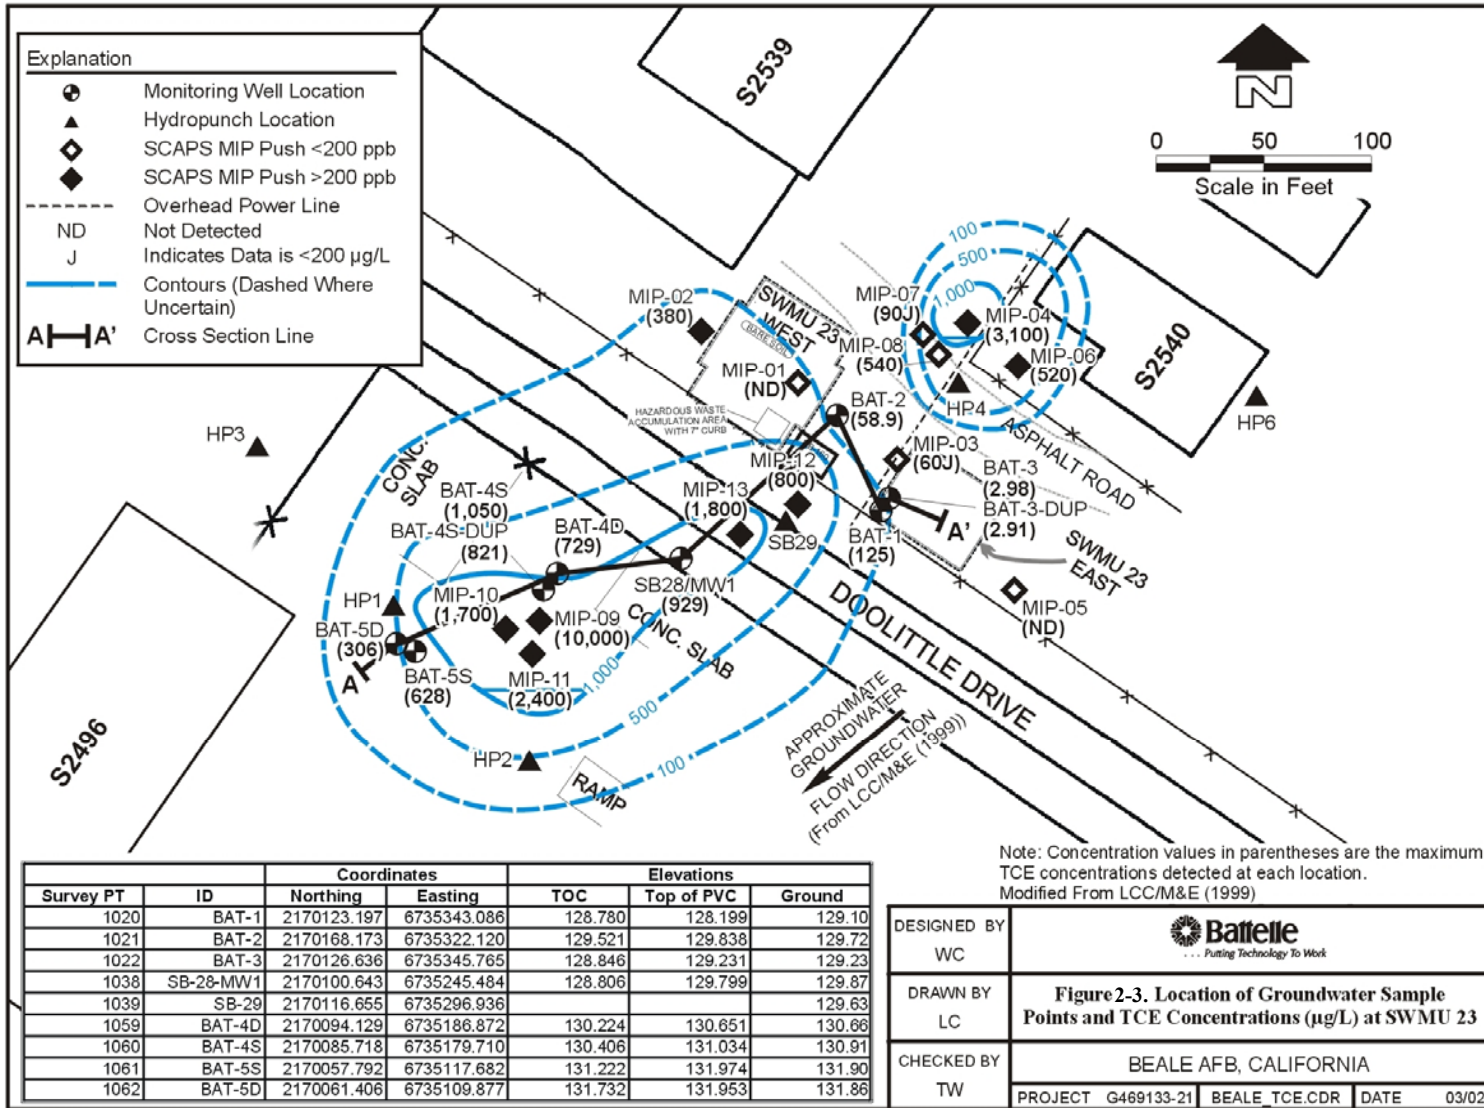 Explanation
Monitoring Well Location
Hydropunch Location
SCAPS MIP Push <200 ppb
SCAPS MIP Push >200 ppb
Overhead Power Line
ND Not Detected
J Indicates Data is <200 µg/L
Contours (Dashed Where
Uncertain)
A A' Cross Section Line
S2539
N
0 50 100
Scale in Feet
100
500
1,000
MIP-07
(90J)
MIP-04
(3,100)
MIP-08
(540)
MIP-06
(520)
HP4
S2540
HP6
MIP-02
(380)
SWMU 23
WEST
BARE SOIL
MIP-01
(ND)
HAZARDOUS WASTE
ACCUMULATION AREA
WITH 7" CURB
BAT-2
(58.9)
MIP-03
(60J)
ASPHALT ROAD
BAT-3
(2.98)
BAT-3-DUP
(2.91)
A'
SWMU 23
EAST
MIP-05
(ND)
BAT-1
(125)
MIP-12
(800)
MIP-13
(1,800)
SB29
HP3
CONC.
SLAB
BAT-4S
(1,050)
BAT-4S-DUP
(821)
BAT-4D
(729)
SB28/MW1
(929)
HP1
MIP-10
(1,700)
MIP-09
(10,000)
CONC. SLAB
BAT-5D
(306)
A
BAT-5S
(628)
MIP-11
(2,400)
1,000
500
100
HP2
RAMP
S2496
DOOLITTLE DRIVE
APPROXIMATE
GROUNDWATER
FLOW DIRECTION
(From LCC/M&E (1999))
Note: Concentration values in parentheses are the maximum
TCE concentrations detected at each location.
Modified From LCC/M&E (1999)
Coordinates Elevations
Survey PT ID Northing Easting TOC Top of PVC Ground
1020 BAT-1 2170123.197 6735343.086 128.780 128.199 129.10
1021 BAT-2 2170168.173 6735322.120 129.521 129.838 129.72
1022 BAT-3 2170126.636 6735345.765 128.846 129.231 129.23
1038 SB-28-MW1 2170100.643 6735245.484 128.806 129.799 129.87
1039 SB-29 2170116.655 6735296.936 129.63
1059 BAT-4D 2170094.129 6735186.872 130.224 130.651 130.66
1060 BAT-4S 2170085.718 6735179.710 130.406 131.034 130.91
1061 BAT-5S 2170057.792 6735117.682 131.222 131.974 131.90
1062 BAT-5D 2170061.406 6735109.877 131.732 131.953 131.86
DESIGNED BY
WC
Battelle
. . . Putting Technology To Work
DRAWN BY
LC
Figure 2-3. Location of Groundwater Sample
Points and TCE Concentrations (µg/L) at SWMU 23
CHECKED BY
TW
BEALE AFB, CALIFORNIA
PROJECT G469133-21 BEALE_TCE.CDR DATE 03/02